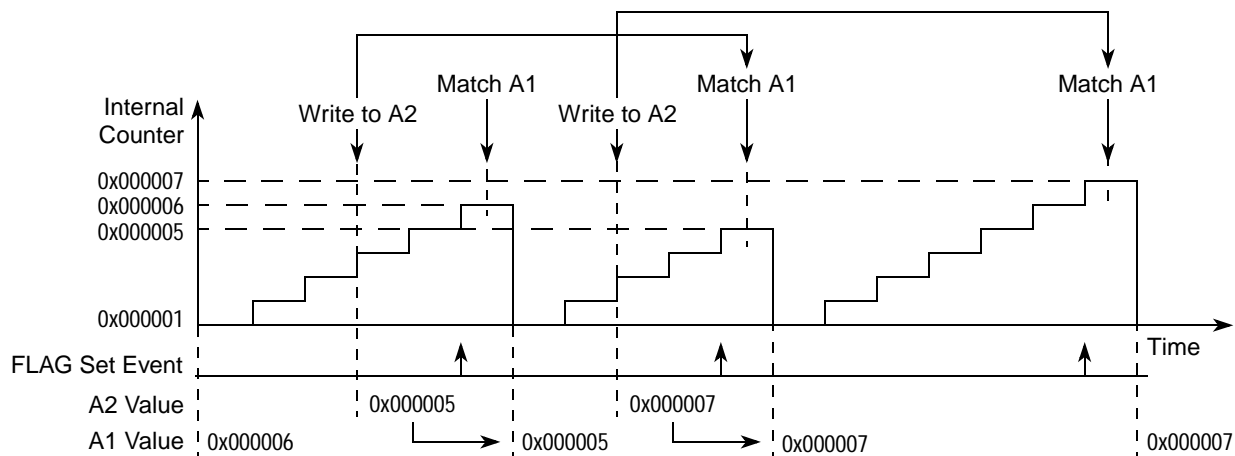 Match A1
Match A1
Match A1
Internal
Counter
Write to A2
Write to A2
0x000007
0x000006
0x000005
0x000001
Time
FLAG Set Event
A2 Value
0x000005
0x000007
A1 Value
0x000006
0x000005
0x000007
0x000007